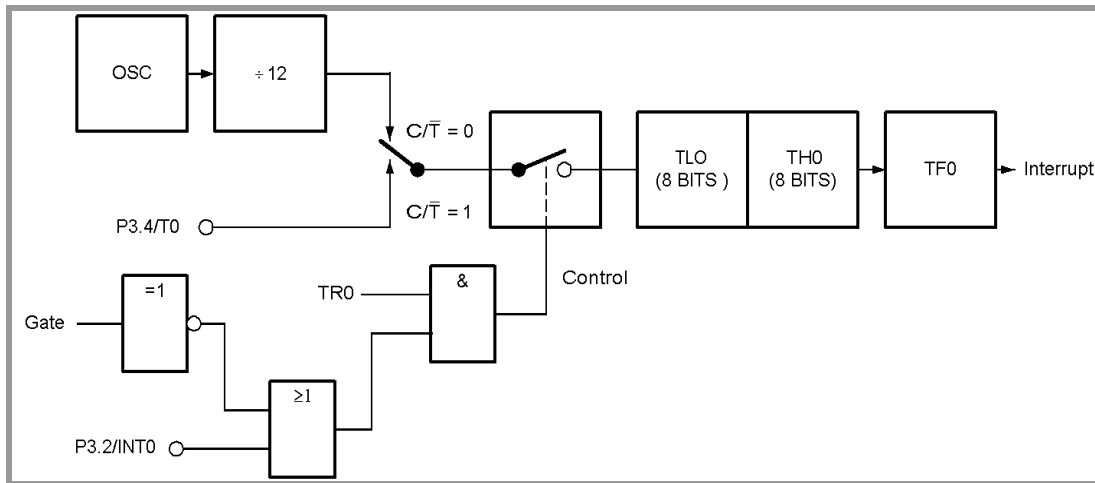 OSC
÷ 12
C/T̅ = 0
TLO
(8 BITS )
TH0
(8 BITS)
TF0
Interrupt
C/T̅ = 1
P3.4/T0
Control
=1
&
TR0
Gate
≥1
P3.2/INT0